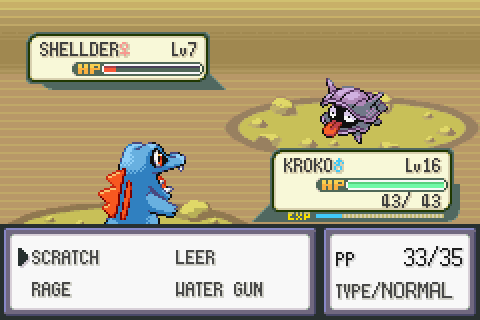 SHELLDER♀ Lv7
HP
KROKO♂ Lv16
HP
43/ 43
EXP
SCRATCH LEER
RAGE WATER GUN
PP 33/35
TYPE/NORMAL